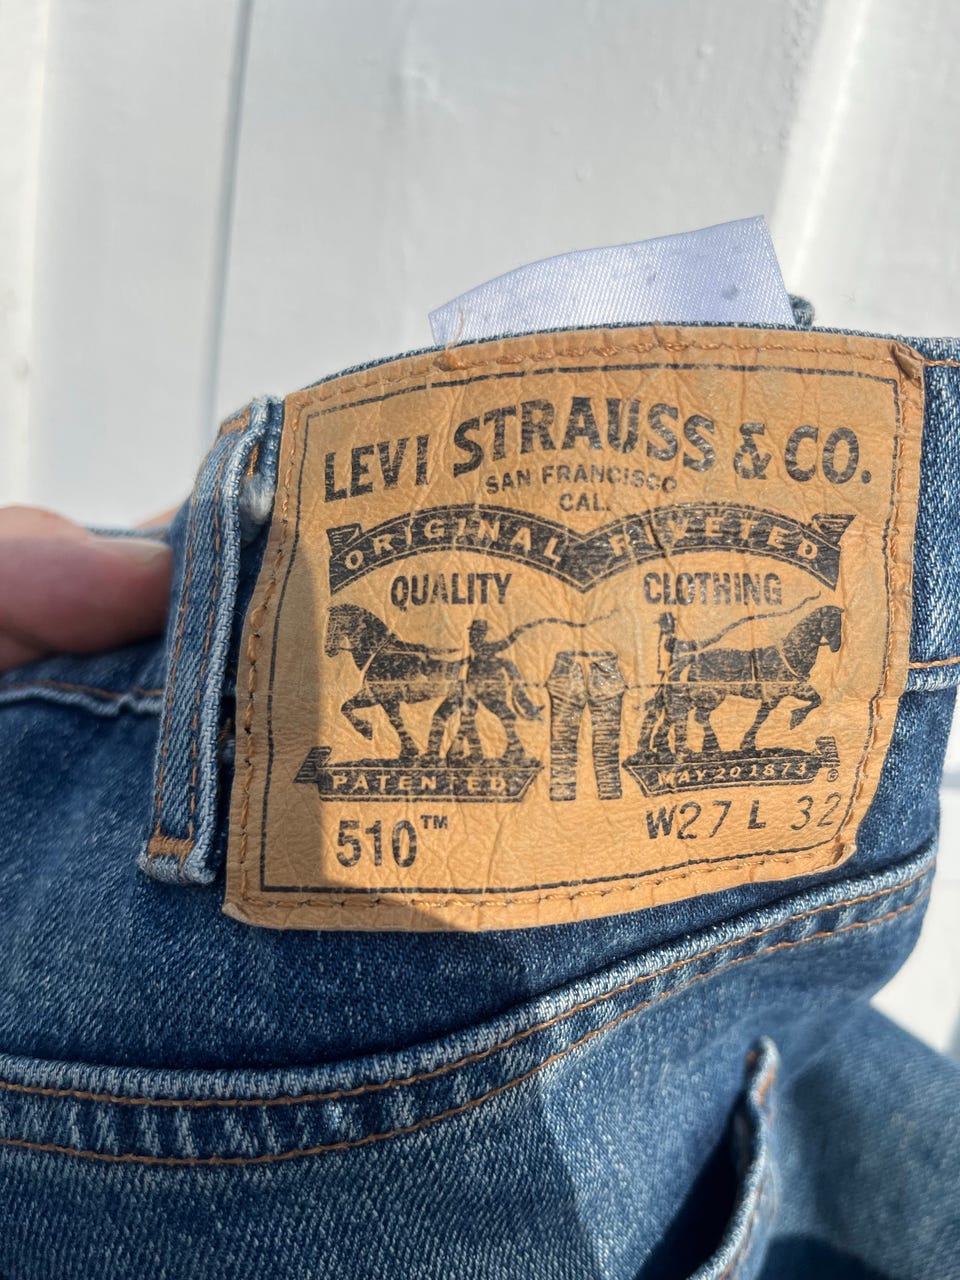 LEVI STRAUSS & CO.
SAN FRANCISCO
CAL.
ORIGINAL RIVETED
QUALITY CLOTHING
PATENTED MAY 20 1873 ©
510™ W27 L 32